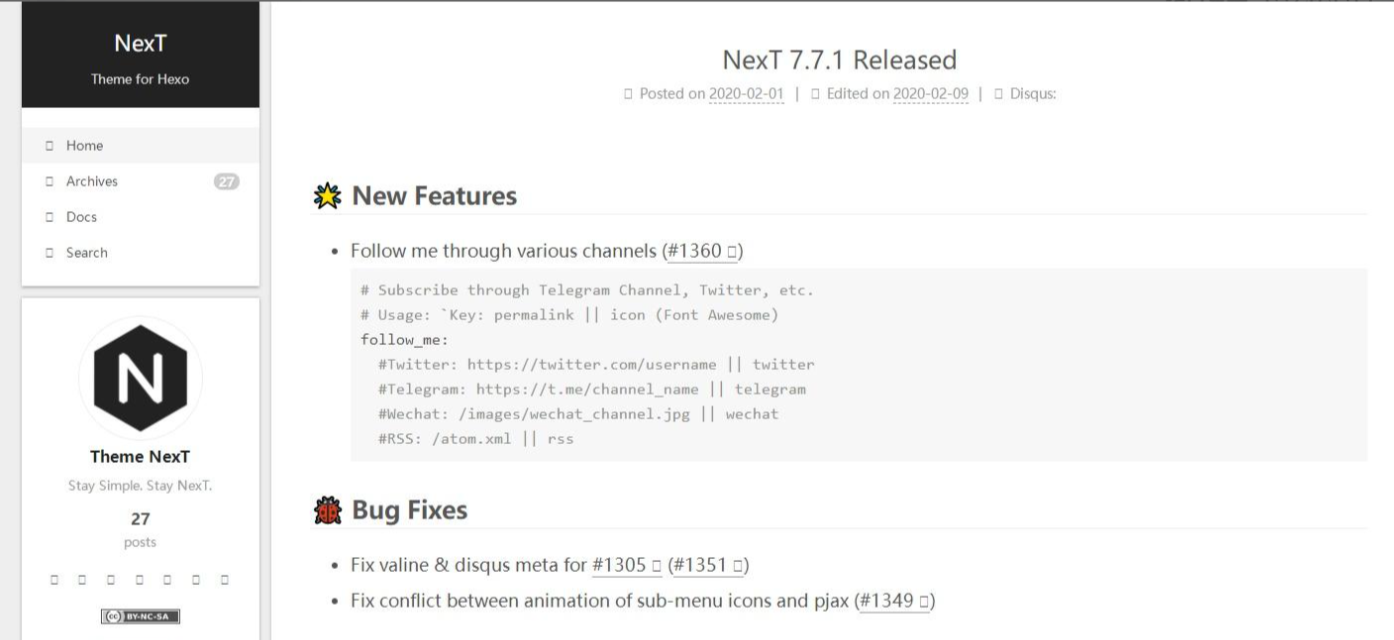 NexT
Theme for Hexo
Home
Archives 27
Docs
Search
N
Theme NexT
Stay Simple. Stay NexT.
27
posts
cc BY-NC-SA
NexT 7.7.1 Released
Posted on 2020-02-01 | Edited on 2020-02-09 | Disqus:
New Features
• Follow me through various channels (#1360)
# Subscribe through Telegram Channel, Twitter, etc.
# Usage: `Key: permalink || icon (Font Awesome)
follow_me:
#Twitter: https://twitter.com/username || twitter
#Telegram: https://t.me/channel_name || telegram
#Wechat: /images/wechat_channel.jpg || wechat
#RSS: /atom.xml || rss
Bug Fixes
• Fix valine & disqus meta for #1305 (#1351)
• Fix conflict between animation of sub-menu icons and pjax (#1349)